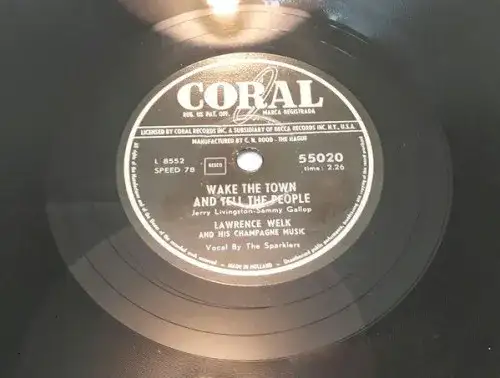 CORAL
REG. US PAT. OFF. MARCA REGISTRADA
LICENSED BY CORAL RECORDS INC. A SUBSIDIARY OF DECCA RECORDS INC. N.Y., U.S.A.
MANUFACTURED BY C. N. ROOD - THE HAGUE
L 8552
SPEED 78
55020
time: 2.26
WAKE THE TOWN
AND TELL THE PEOPLE
Jerry Livingston-Sammy Gallop
LAWRENCE WELK
AND HIS CHAMPAGNE MUSIC
Vocal By The Sparklers
MADE IN HOLLAND